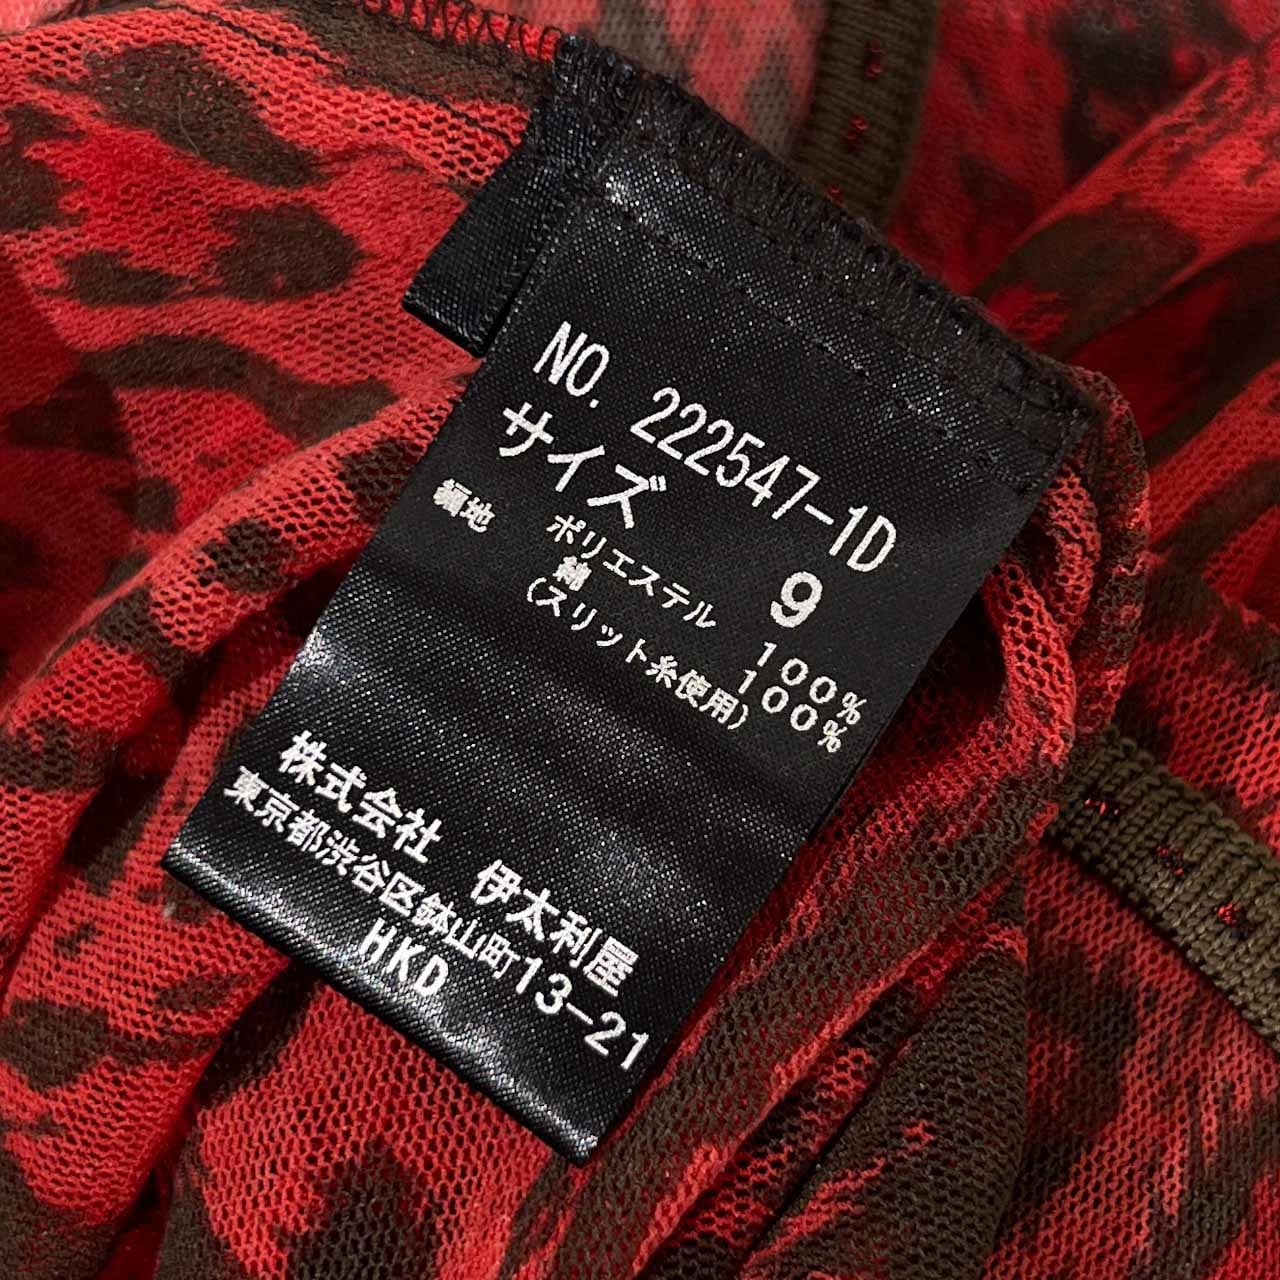 NO. 222547-1D
サイズ 9
編地 ポリエステル 100%
綿 100%
(スリット糸使用)
株式会社 伊太利屋
東京都渋谷区鉢山町13-21
HKD